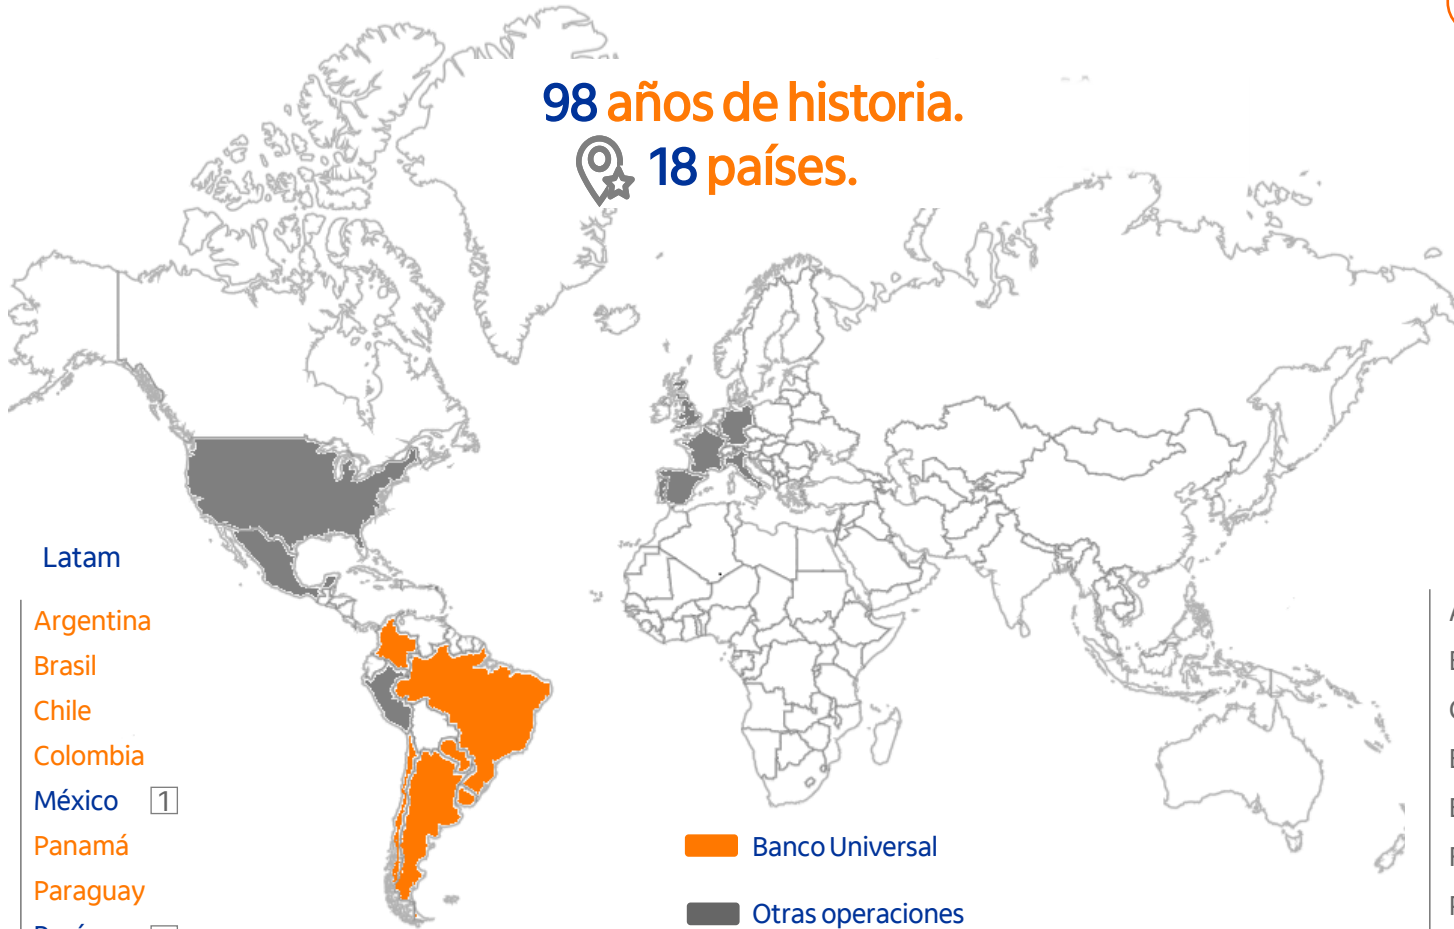 98 años de historia.
18 países.
Latam
Argentina
Brasil
Chile
Colombia
México 1
Panamá
Paraguay
Banco Universal
Otras operaciones